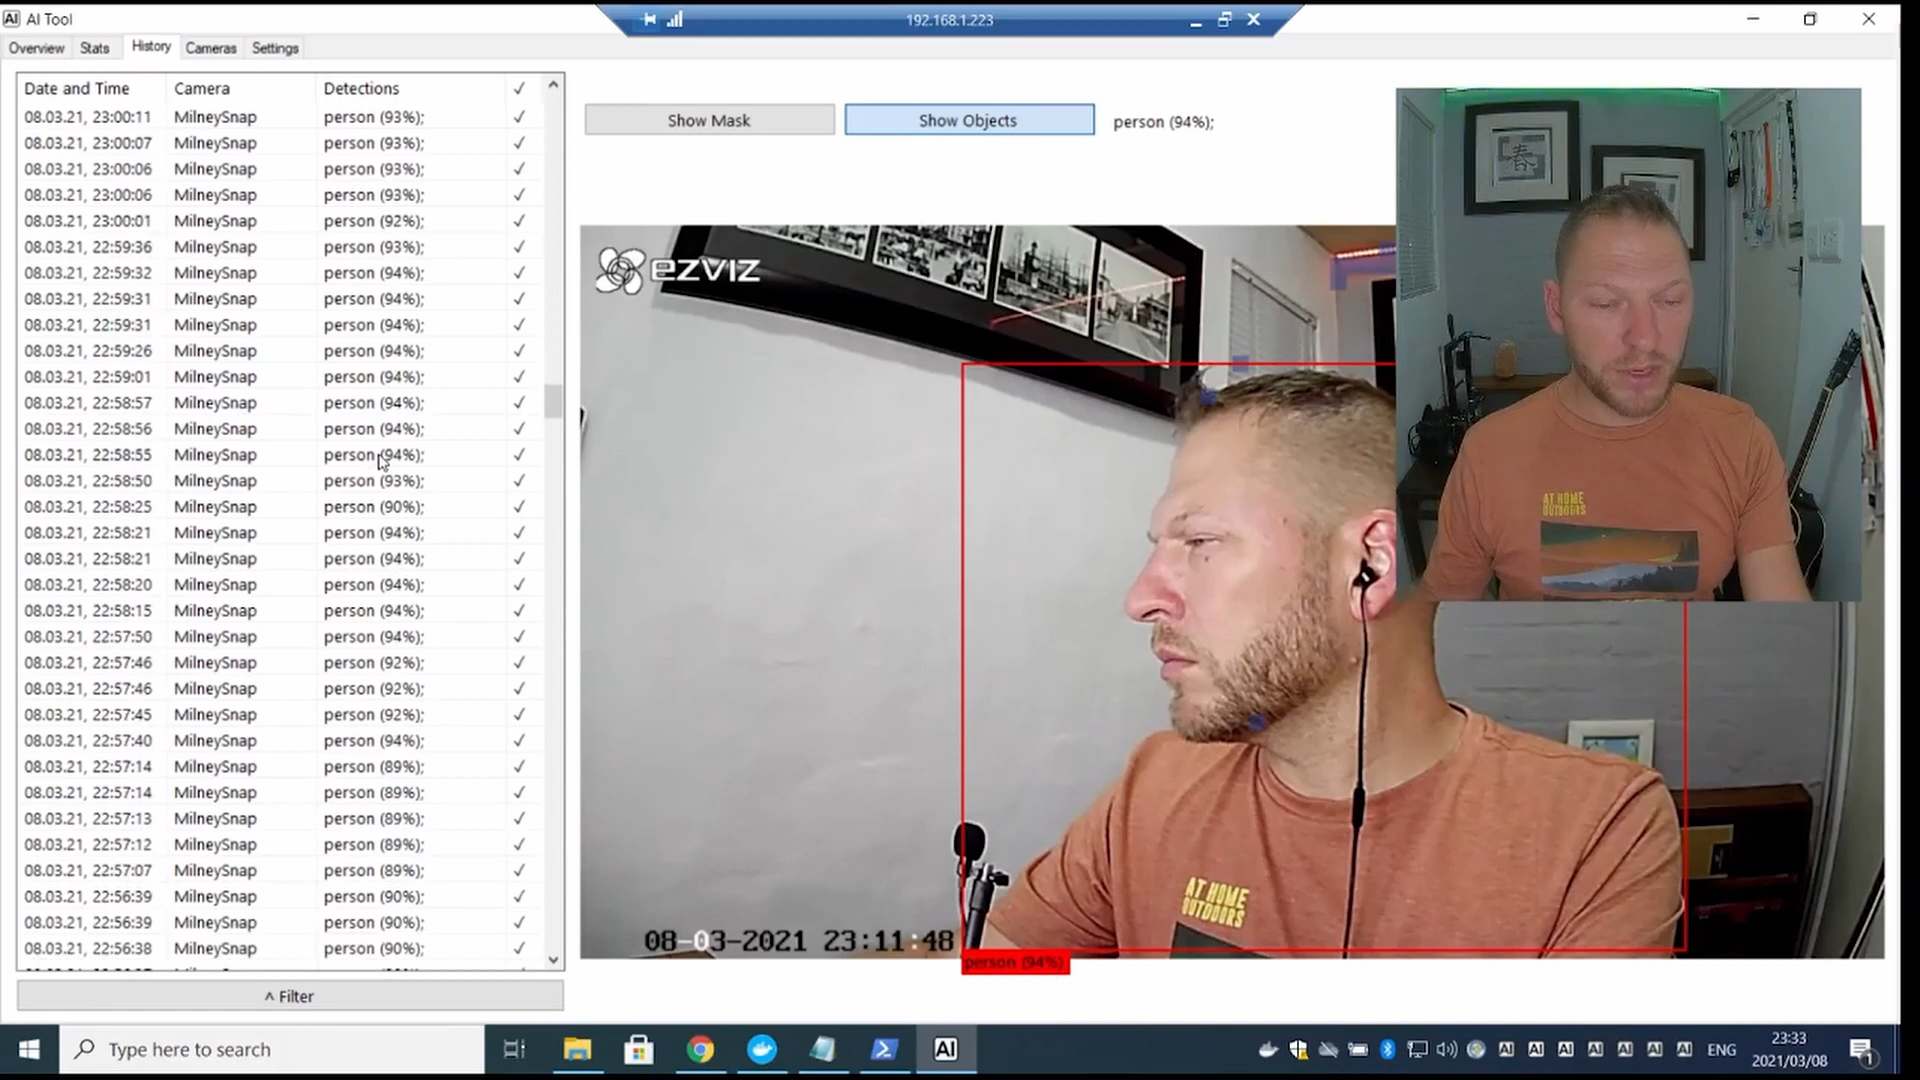 AI Tool
192.168.1.223
Overview Stats History Cameras Settings
Date and Time Camera Detections ✓
08.03.21, 23:00:11 MilneySnap person (93%); ✓
08.03.21, 23:00:07 MilneySnap person (93%); ✓
08.03.21, 23:00:06 MilneySnap person (93%); ✓
08.03.21, 23:00:06 MilneySnap person (93%); ✓
08.03.21, 23:00:01 MilneySnap person (92%); ✓
08.03.21, 22:59:36 MilneySnap person (93%); ✓
08.03.21, 22:59:32 MilneySnap person (94%); ✓
08.03.21, 22:59:31 MilneySnap person (94%); ✓
08.03.21, 22:59:31 MilneySnap person (94%); ✓
08.03.21, 22:59:26 MilneySnap person (94%); ✓
08.03.21, 22:59:01 MilneySnap person (94%); ✓
08.03.21, 22:58:57 MilneySnap person (94%); ✓
08.03.21, 22:58:56 MilneySnap person (94%); ✓
08.03.21, 22:58:55 MilneySnap person (94%); ✓
08.03.21, 22:58:50 MilneySnap person (93%); ✓
08.03.21, 22:58:25 MilneySnap person (90%); ✓
08.03.21, 22:58:21 MilneySnap person (94%); ✓
08.03.21, 22:58:21 MilneySnap person (94%); ✓
08.03.21, 22:58:20 MilneySnap person (94%); ✓
08.03.21, 22:58:15 MilneySnap person (94%); ✓
08.03.21, 22:57:50 MilneySnap person (94%); ✓
08.03.21, 22:57:46 MilneySnap person (92%); ✓
08.03.21, 22:57:46 MilneySnap person (92%); ✓
08.03.21, 22:57:45 MilneySnap person (92%); ✓
08.03.21, 22:57:40 MilneySnap person (94%); ✓
08.03.21, 22:57:14 MilneySnap person (89%); ✓
08.03.21, 22:57:14 MilneySnap person (89%); ✓
08.03.21, 22:57:13 MilneySnap person (89%); ✓
08.03.21, 22:57:12 MilneySnap person (89%); ✓
08.03.21, 22:57:07 MilneySnap person (89%); ✓
08.03.21, 22:56:39 MilneySnap person (90%); ✓
08.03.21, 22:56:39 MilneySnap person (90%); ✓
08.03.21, 22:56:38 MilneySnap person (90%); ✓
^ Filter
Show Mask Show Objects person (94%);
ezviz
春
AT HOME
OUTDOORS
AT HOME
OUTDOORS
08-03-2021 23:11:48
person (94%)
Type here to search
AI
AI AI AI AI AI AI AI ENG
23:33
2021/03/08
1